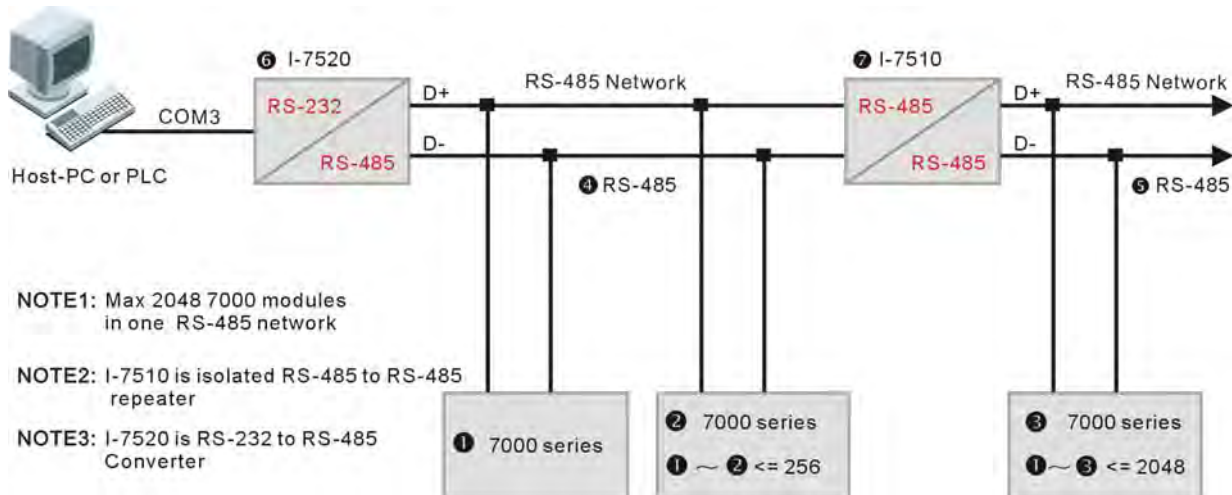 ❻ I-7520
❼ I-7510
D+ RS-485 Network D+ RS-485 Network
RS-232 RS-485
COM3
RS-485 D- RS-485 D-
Host-PC or PLC
❹ RS-485 ❺ RS-485
NOTE1: Max 2048 7000 modules
in one RS-485 network
NOTE2: I-7510 is isolated RS-485 to RS-485
repeater
NOTE3: I-7520 is RS-232 to RS-485
Converter
❶ 7000 series
❷ 7000 series
❶ ~ ❷ <= 256
❸ 7000 series
❶ ~ ❸ <= 2048